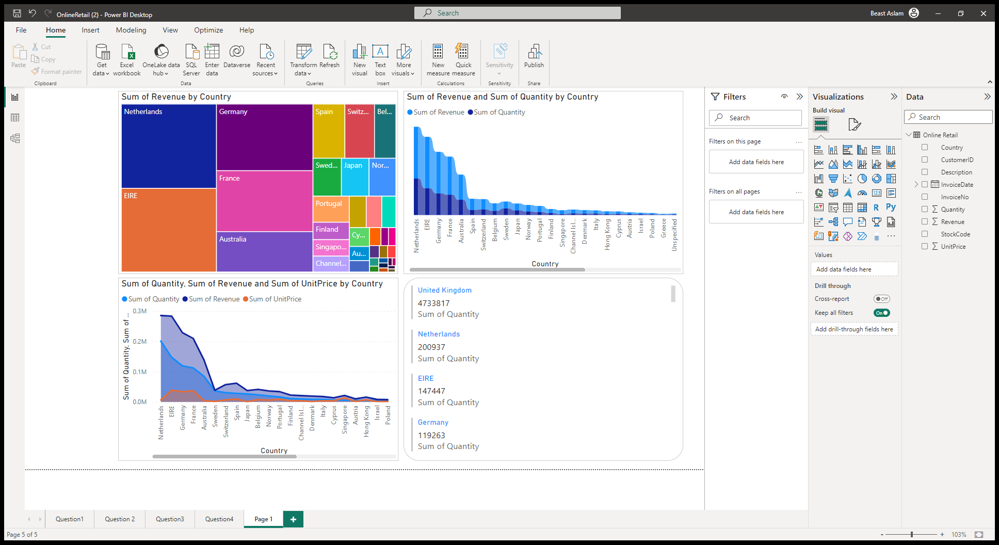 OnlineRetail (2) - Power BI Desktop
Search
Beast Aslam
File
Home
Insert
Modeling
View
Optimize
Help
Paste
Cut
Copy
Format painter
Clipboard
Get data
Excel workbook
OneLake data hub
SQL Server
Enter data
Dataverse
Recent sources
Data
Transform data
Refresh
Queries
New visual
Text box
More visuals
Insert
New measure
Quick measure
Calculations
Sensitivity
Sensitivity
Publish
Share
Sum of Revenue by Country
Netherlands
EIRE
Germany
France
Australia
Spain
Switz...
Bel...
Swed...
Japan
Nor...
Portugal
Finland
Singapo...
Channel...
Cy...
Au...
Sum of Revenue and Sum of Quantity by Country
Sum of Revenue
Sum of Quantity
Netherlands
EIRE
Germany
France
Australia
Spain
Switzerland
Belgium
Sweden
Japan
Norway
Portugal
Finland
Singapore
Channel Isl...
Denmark
Italy
Hong Kong
Cyprus
Austria
Israel
Poland
Greece
Unspecified
Country
Sum of Quantity, Sum of Revenue and Sum of UnitPrice by Country
Sum of Quantity
Sum of Revenue
Sum of UnitPrice
Sum of Quantity, Sum of ...
0.3M
0.2M
0.1M
0.0M
Netherlands
EIRE
Germany
France
Australia
Sweden
Switzerland
Spain
Japan
Belgium
Norway
Portugal
Finland
Channel Isl...
Denmark
Italy
Cyprus
Singapore
Austria
Hong Kong
Israel
Poland
Country
United Kingdom
4733817
Sum of Quantity
Netherlands
200937
Sum of Quantity
EIRE
147447
Sum of Quantity
Germany
119263
Sum of Quantity
Filters
Search
Filters on this page
...
Add data fields here
Filters on all pages
...
Add data fields here
Visualizations
Build visual
123
R
Py
123
...
Values
Add data fields here
Drill through
Cross-report
Off
Keep all filters
On
Add drill-through fields here
Data
Search
Online Retail
Country
CustomerID
Description
InvoiceDate
InvoiceNo
Quantity
Revenue
StockCode
UnitPrice
Question1
Question 2
Question3
Question4
Page 1
+
Page 5 of 5
-
+
103%